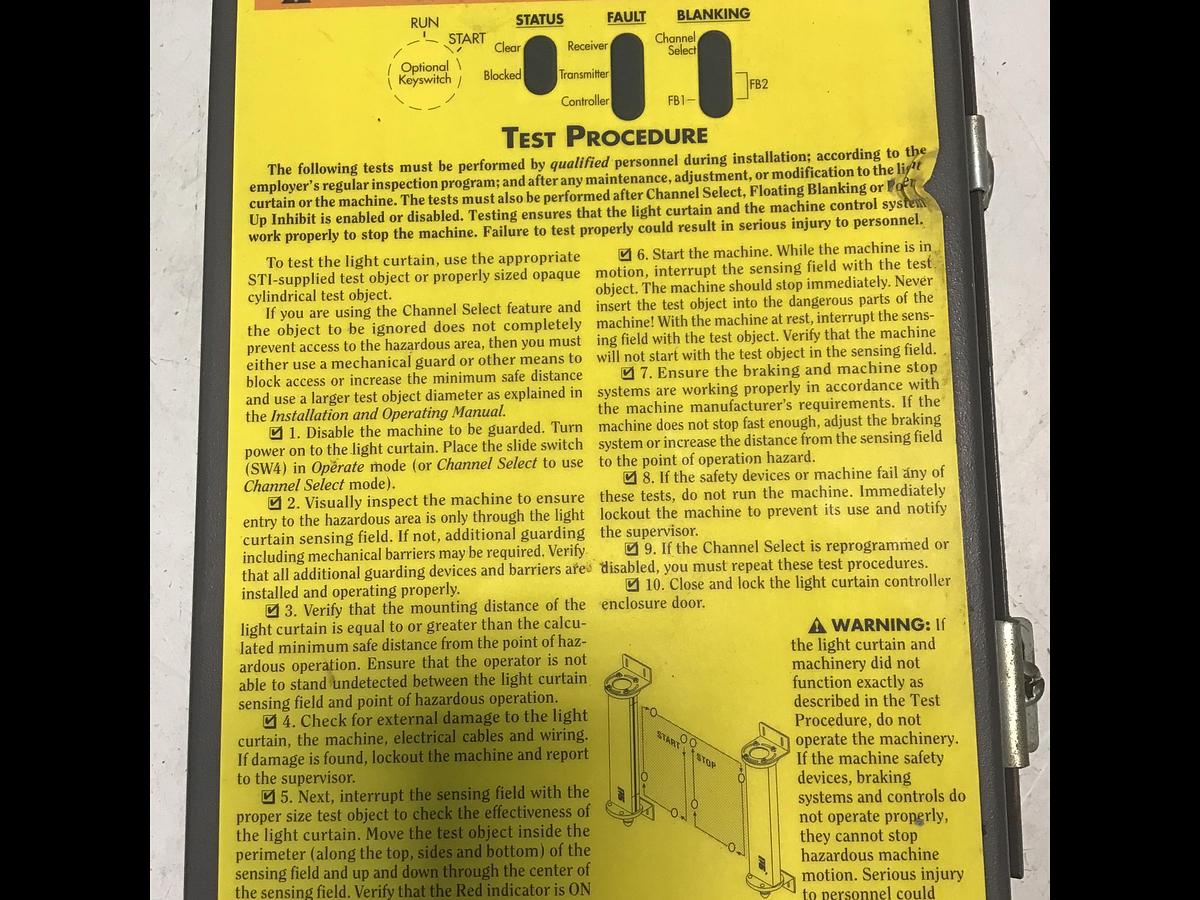 RUN
START
Optional
Keyswitch
STATUS
Clear
Blocked
FAULT
Receiver
Transmitter
Controller
BLANKING
Channel
Select
FB1
FB2
TEST PROCEDURE
The following tests must be performed by qualified personnel during installation; according to the
employer's regular inspection program; and after any maintenance, adjustment, or modification to the light
curtain or the machine. The tests must also be performed after Channel Select, Floating Blanking or Power
Up Inhibit is enabled or disabled. Testing ensures that the light curtain and the machine control system
work properly to stop the machine. Failure to test properly could result in serious injury to personnel.
To test the light curtain, use the appropriate
STI-supplied test object or properly sized opaque
cylindrical test object.
If you are using the Channel Select feature and
the object to be ignored does not completely
prevent access to the hazardous area, then you must
either use a mechanical guard or other means to
block access or increase the minimum safe distance
and use a larger test object diameter as explained in
the Installation and Operating Manual.
☑ 1. Disable the machine to be guarded. Turn
power on to the light curtain. Place the slide switch
(SW4) in Operate mode (or Channel Select to use
Channel Select mode).
☑ 2. Visually inspect the machine to ensure
entry to the hazardous area is only through the light
curtain sensing field. If not, additional guarding
including mechanical barriers may be required. Verify
that all additional guarding devices and barriers are
installed and operating properly.
☑ 3. Verify that the mounting distance of the
light curtain is equal to or greater than the calcu-
lated minimum safe distance from the point of haz-
ardous operation. Ensure that the operator is not
able to stand undetected between the light curtain
sensing field and point of hazardous operation.
☑ 4. Check for external damage to the light
curtain, the machine, electrical cables and wiring.
If damage is found, lockout the machine and report
to the supervisor.
☑ 5. Next, interrupt the sensing field with the
proper size test object to check the effectiveness of
the light curtain. Move the test object inside the
perimeter (along the top, sides and bottom) of the
sensing field and up and down through the center of
the sensing field. Verify that the Red indicator is ON
☑ 6. Start the machine. While the machine is in
motion, interrupt the sensing field with the test
object. The machine should stop immediately. Never
insert the test object into the dangerous parts of the
machine! With the machine at rest, interrupt the sens-
ing field with the test object. Verify that the machine
will not start with the test object in the sensing field.
☑ 7. Ensure the braking and machine stop
systems are working properly in accordance with
the machine manufacturer's requirements. If the
machine does not stop fast enough, adjust the braking
system or increase the distance from the sensing field
to the point of operation hazard.
☑ 8. If the safety devices or machine fail any of
these tests, do not run the machine. Immediately
lockout the machine to prevent its use and notify
the supervisor.
☑ 9. If the Channel Select is reprogrammed or
disabled, you must repeat these test procedures.
☑ 10. Close and lock the light curtain controller
enclosure door.
START
STOP
⚠ WARNING: If
the light curtain and
machinery did not
function exactly as
described in the Test
Procedure, do not
operate the machinery.
If the machine safety
devices, braking
systems and controls do
not operate properly,
they cannot stop
hazardous machine
motion. Serious injury
to personnel could